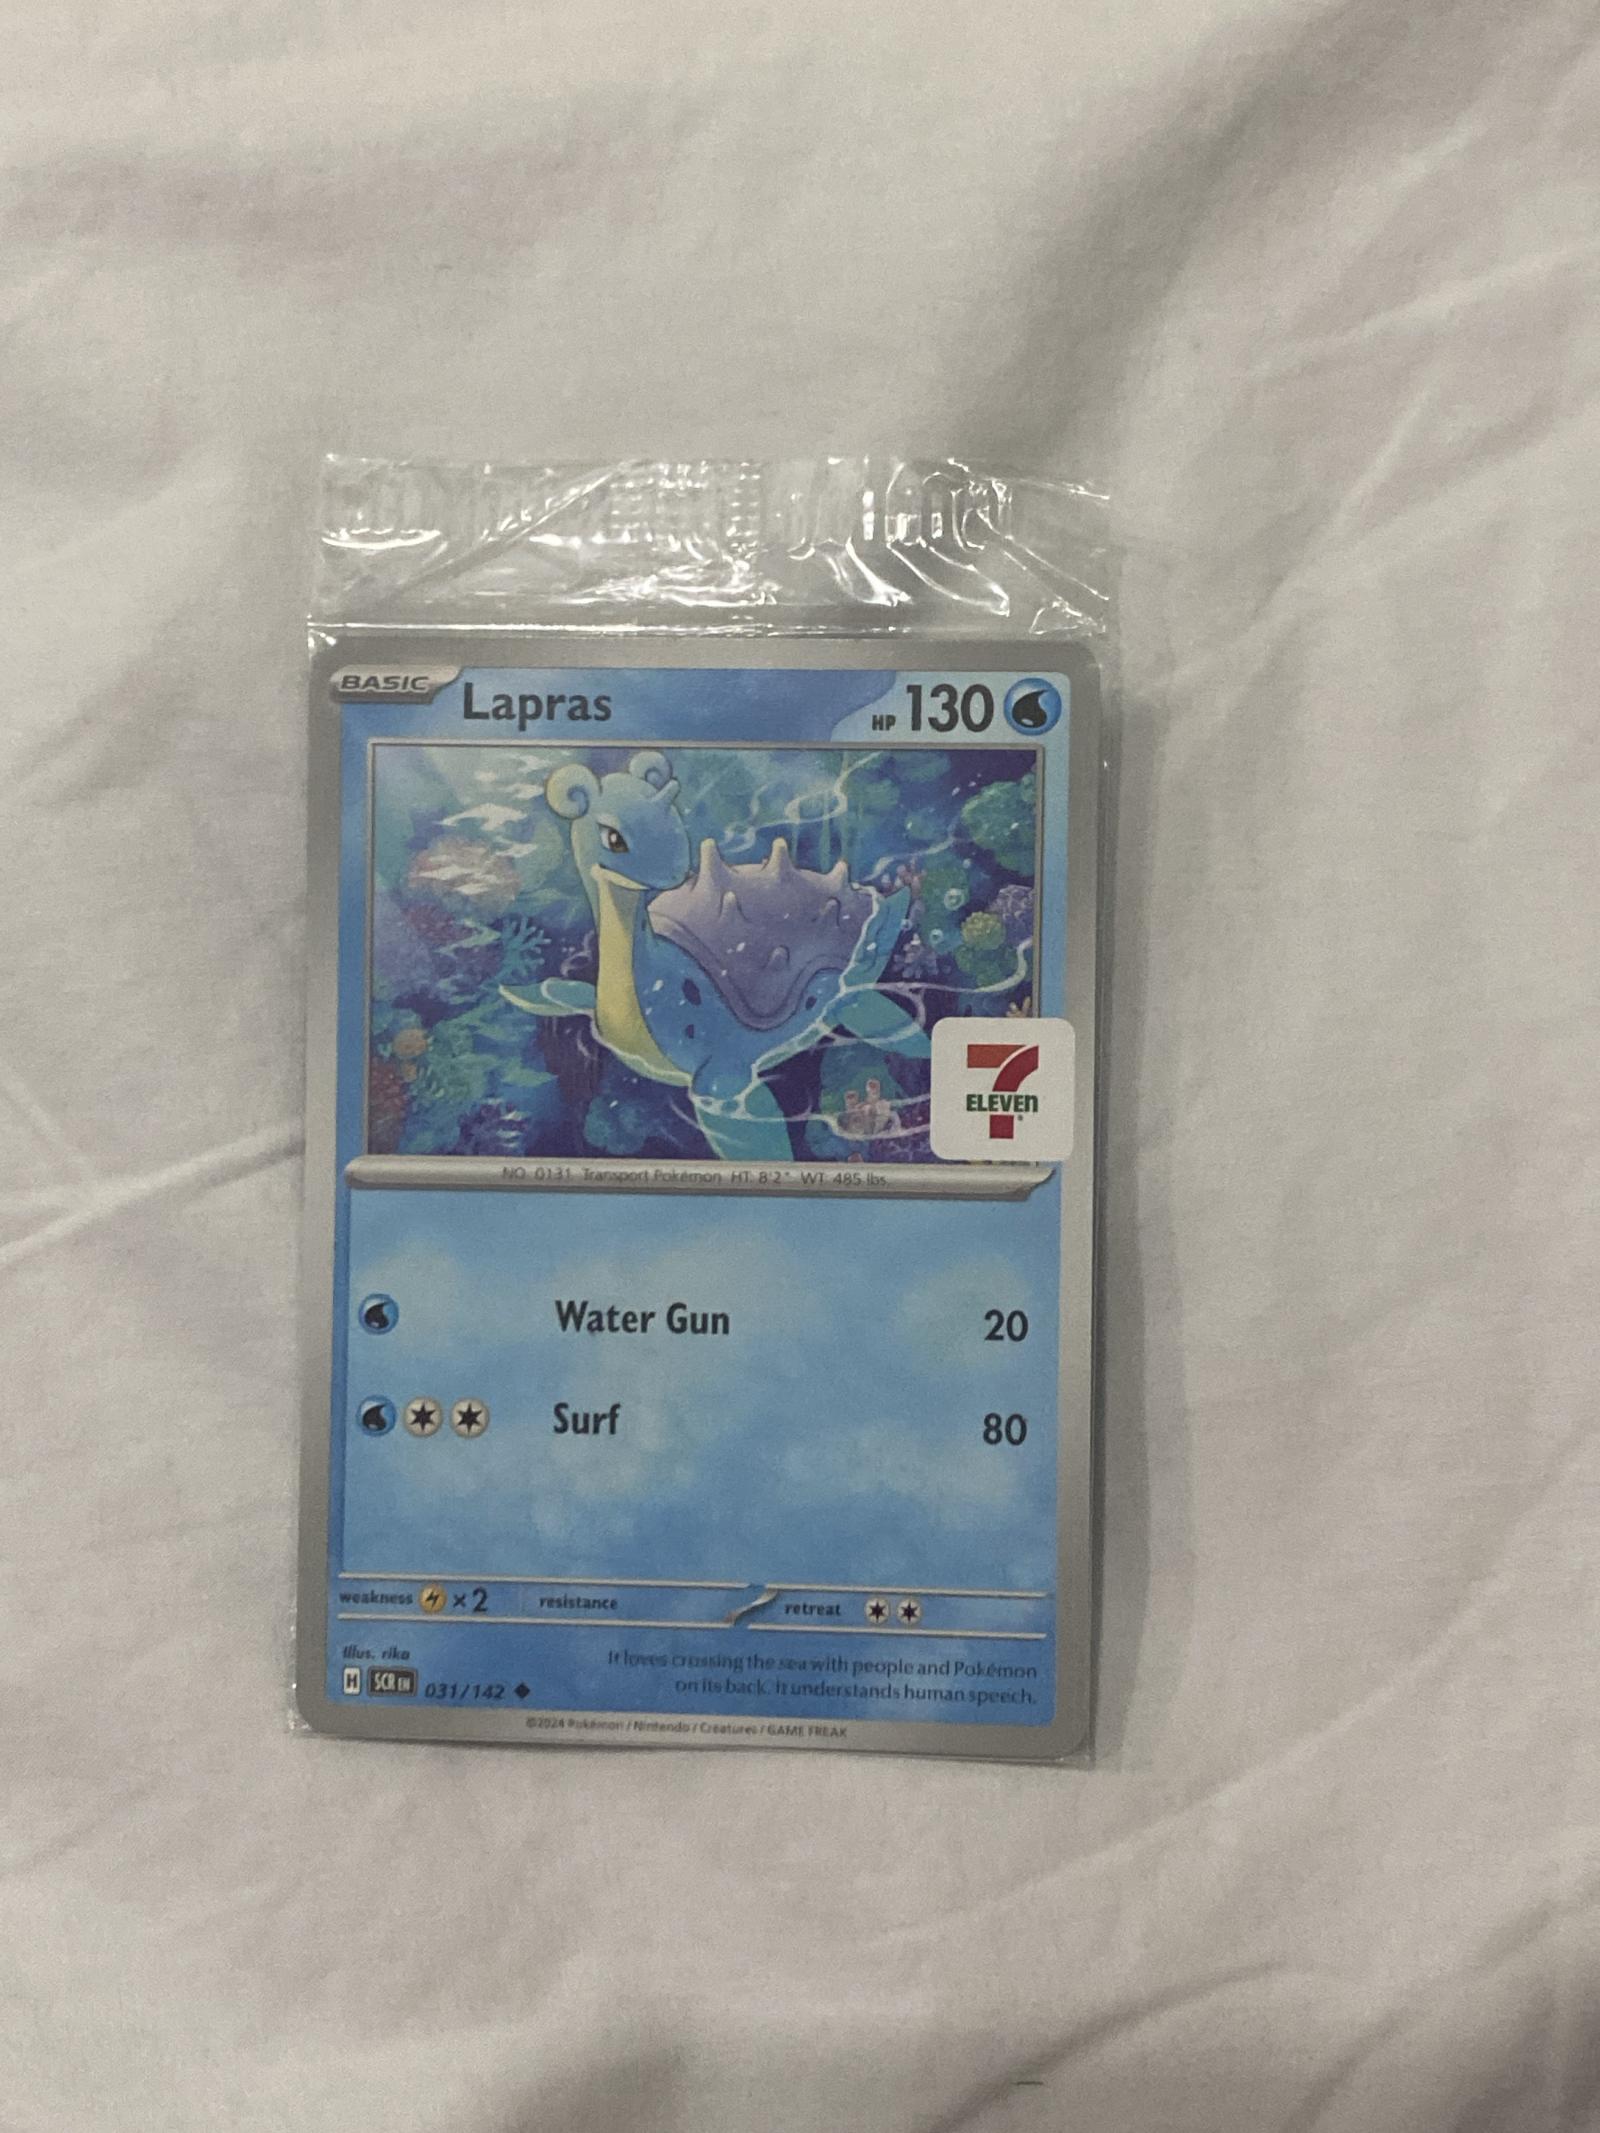 BASIC Lapras HP 130
7 ELEVEn ®
NO. 0131 Transport Pokémon HT: 8'2" WT: 485 lbs.
Water Gun 20
Surf 80
weakness ×2 resistance retreat
Illus. rika
It loves crossing the sea with people and Pokémon
on its back. It understands human speech.
H SCR EN 031/142
©2024 Pokémon / Nintendo / Creatures / GAME FREAK